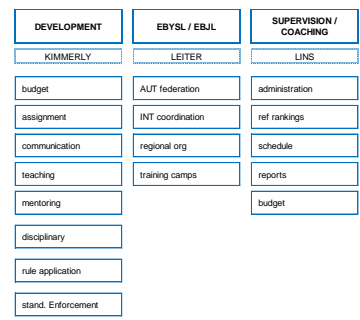 DEVELOPMENT
KIMMERLY
budget
assignment
communication
teaching
mentoring
disciplinary
rule application
stand. Enforcement
EBYSL / EBJL
LEITER
AUT federation
INT coordination
regional org
training camps
SUPERVISION /
COACHING
LINS
administration
ref rankings
schedule
reports
budget